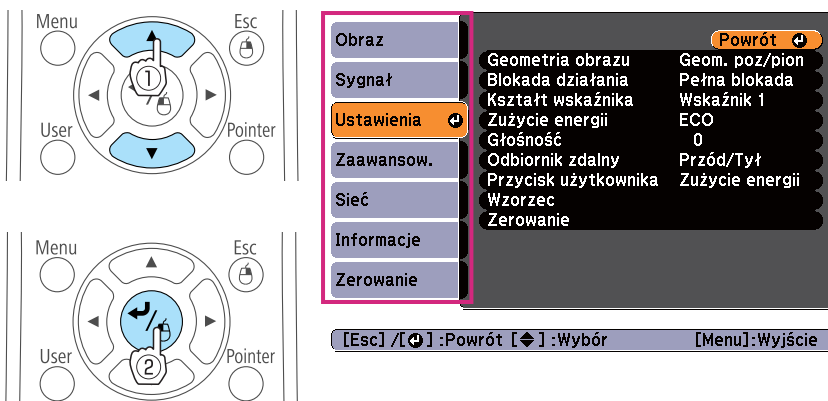 Menu
Esc
1
User
Pointer
Menu
Esc
User
2
Pointer
Obraz
Sygnał
Ustawienia
Zaawansow.
Sieć
Informacje
Zerowanie
Powrót
Geometria obrazu Geom. poz/pion
Blokada działania Pełna blokada
Kształt wskaźnika Wskaźnik 1
Zużycie energii ECO
Głośność 0
Odbiornik zdalny Przód/Tył
Przycisk użytkownika Zużycie energii
Wzorzec
Zerowanie
[Esc] /[ ] :Powrót [ ] :Wybór [Menu]:Wyjście